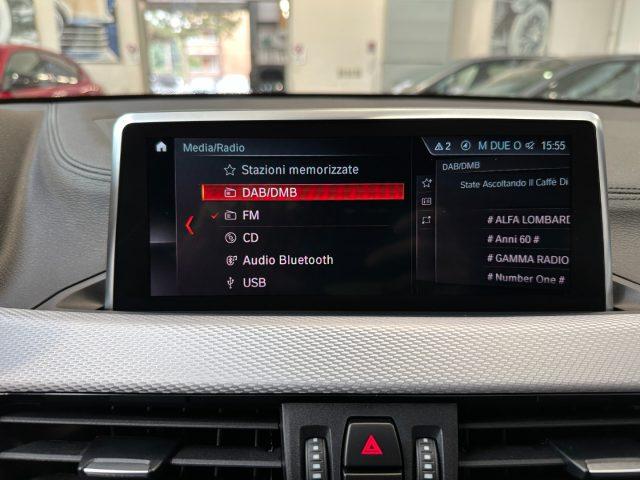 Media/Radio
2 M DUE O 15:55
Stazioni memorizzate
DAB/DMB
FM
CD
Audio Bluetooth
USB
DAB/DMB
State Ascoltando Il Caffè Di
# ALFA LOMBARD
# Anni 60 #
# GAMMA RADIO
# Number One #